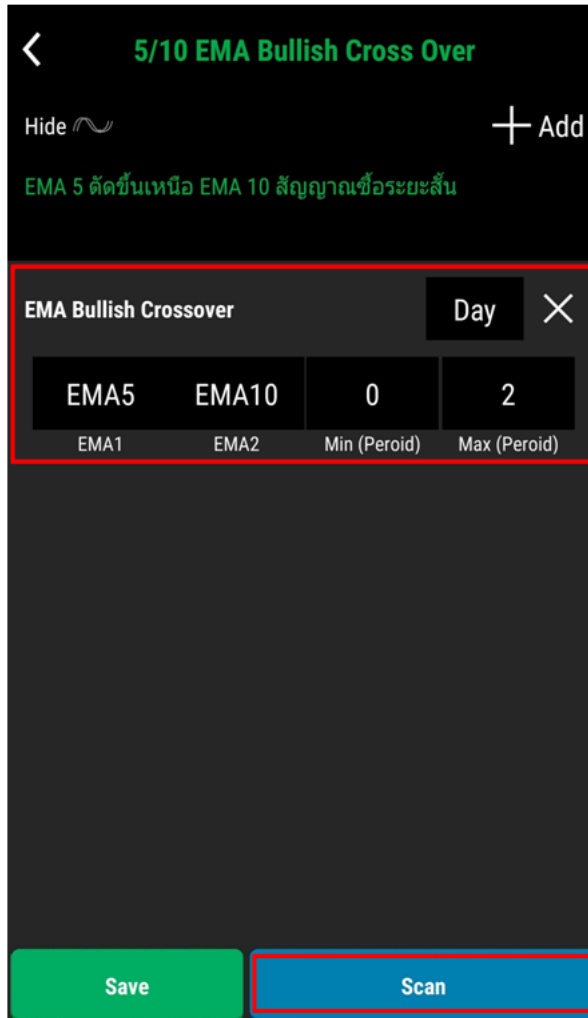 5/10 EMA Bullish Cross Over
Hide
Add
EMA 5 ตัดขึ้นเหนือ EMA 10 สัญญาณซื้อระยะสั้น
EMA Bullish Crossover Day
EMA5 EMA10 0 2
EMA1 EMA2 Min (Peroid) Max (Peroid)
Save Scan